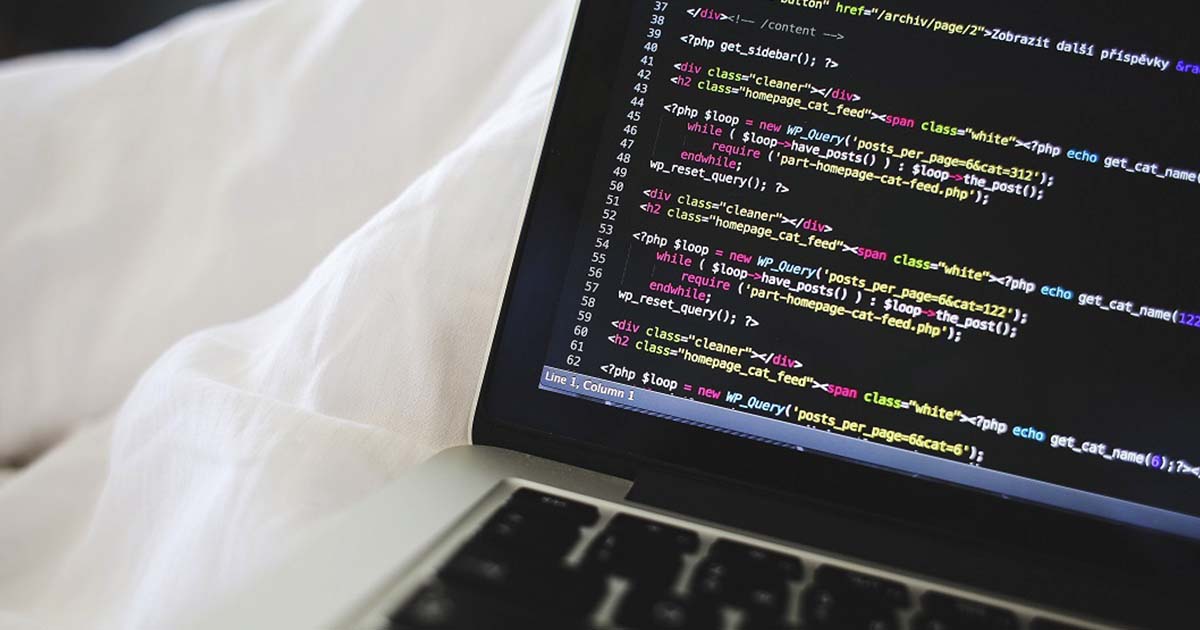 button" href="/archiv/page/2">Zobrazit další příspěvky &ra
37 </div><!-- /content -->
38
39 <?php get_sidebar(); ?>
40
41 <div class="cleaner"></div>
42 <h2 class="homepage_cat_feed"><span class="white"><?php echo get_cat_name(
43
44 <?php $loop = new WP_Query('posts_per_page=6&cat=312');
45 while ( $loop->have_posts() ) : $loop->the_post();
46 require ('part-homepage-cat-feed.php');
47 endwhile;
48 wp_reset_query(); ?>
49
50 <div class="cleaner"></div>
51 <h2 class="homepage_cat_feed"><span class="white"><?php echo get_cat_name(122
52
53 <?php $loop = new WP_Query('posts_per_page=6&cat=122');
54 while ( $loop->have_posts() ) : $loop->the_post();
55 require ('part-homepage-cat-feed.php');
56 endwhile;
57 wp_reset_query(); ?>
58
59 <div class="cleaner"></div>
60 <h2 class="homepage_cat_feed"><span class="white"><?php echo get_cat_name(6);?><
61
62 <?php $loop = new WP_Query('posts_per_page=6&cat=6');
Line 1, Column 1